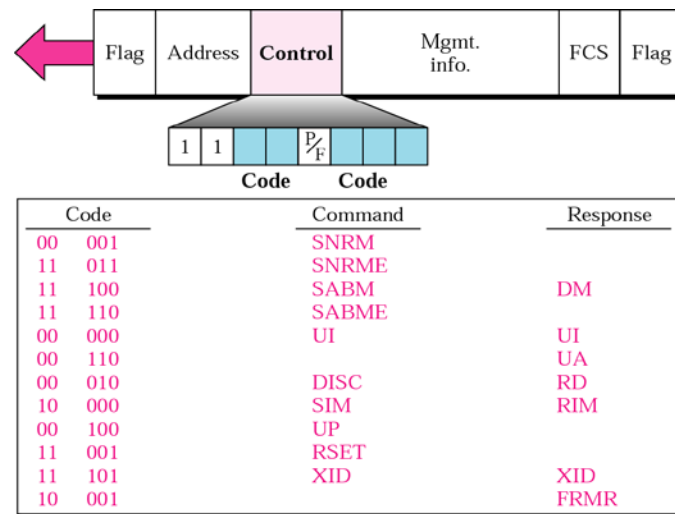 Flag Address Control Mgmt. info. FCS Flag
1 1 P/F
Code Code
Code Command Response
00 001 SNRM
11 011 SNRME
11 100 SABM DM
11 110 SABME
00 000 UI UI
00 110 UA
00 010 DISC RD
10 000 SIM RIM
00 100 UP
11 001 RSET
11 101 XID XID
10 001 FRMR